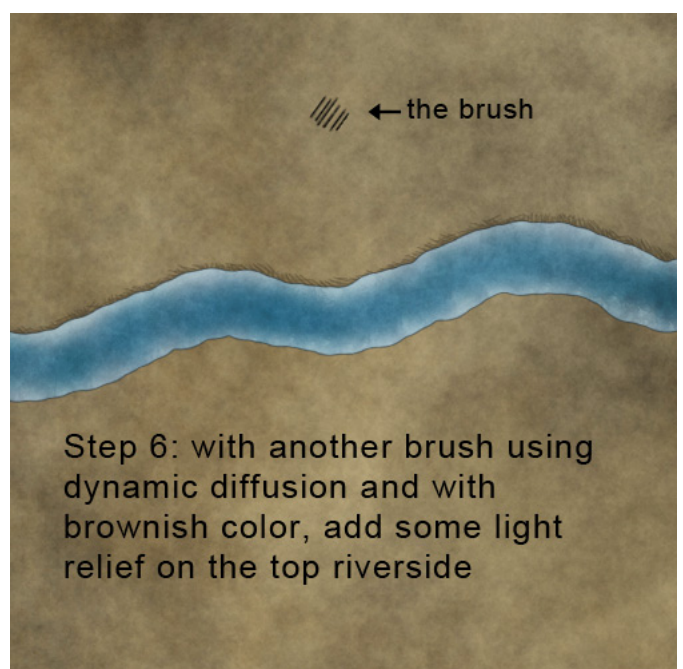 the brush
Step 6: with another brush using
dynamic diffusion and with
brownish color, add some light
relief on the top riverside